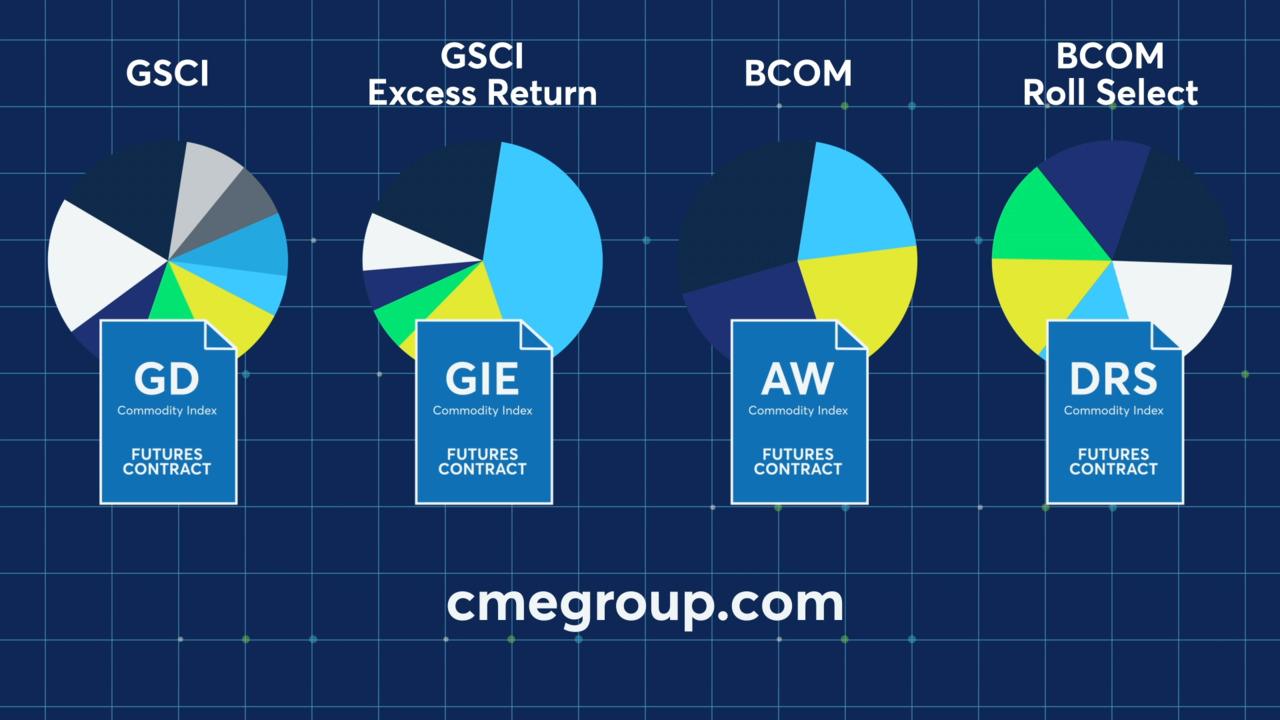 GSCI
GSCI
Excess Return
BCOM
BCOM
Roll Select
GD
Commodity Index
FUTURES
CONTRACT
GIE
Commodity Index
FUTURES
CONTRACT
AW
Commodity Index
FUTURES
CONTRACT
DRS
Commodity Index
FUTURES
CONTRACT
cmegroup.com